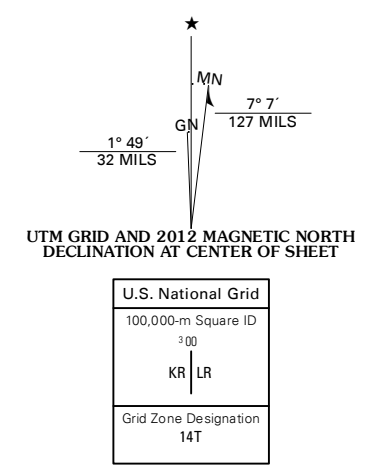 ★
MN
7° 7´
127 MILS
GN
1° 49´
32 MILS
UTM GRID AND 2012 MAGNETIC NORTH
DECLINATION AT CENTER OF SHEET
U.S. National Grid
100,000-m Square ID
³00
KR LR
Grid Zone Designation
14T